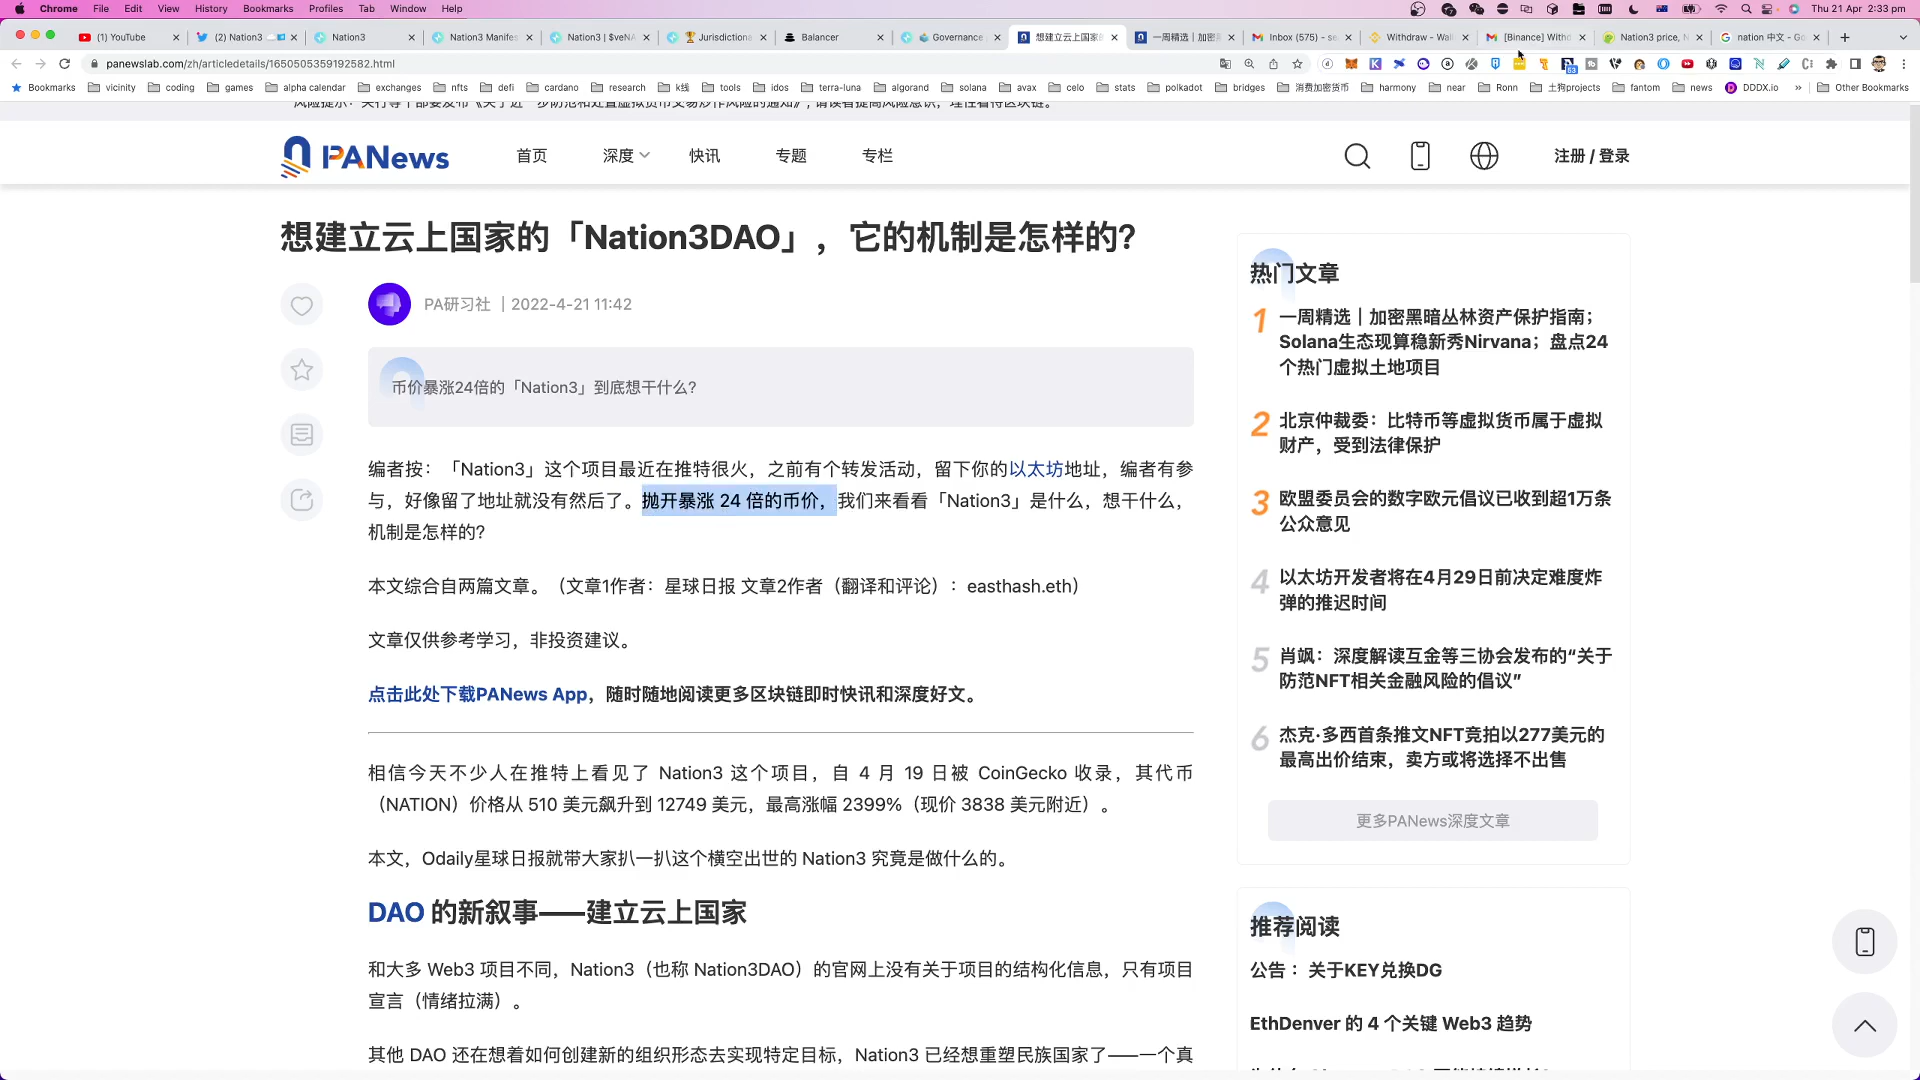 Chrome File Edit View History Bookmarks Profiles Tab Window Help Thu 21 Apr 2:33 pm
(1) YouTube (2) Nation3 Nation3 Nation3 Manifes Nation3 | $veNA Jurisdictiona Balancer Governance 想建立云上国家的 一周精选 | 加密 Inbox (575) - se Withdraw - Wal [Binance] With Nation3 price, N nation 中文 - Go
panewslab.com/zh/articledetails/1650505359192582.html
Bookmarks vicinity coding games alpha calendar exchanges nfts defi cardano research k线 tools idos terra-luna algorand solana avax celo stats polkadot bridges 消费加密货币 harmony near Ronn 土狗projects fantom news DDDX.io » Other Bookmarks
PANews 首页 深度 快讯 专题 专栏 注册 / 登录
想建立云上国家的「Nation3DAO」，它的机制是怎样的？
PA研习社 | 2022-4-21 11:42
币价暴涨24倍的「Nation3」到底想干什么？
编者按：「Nation3」这个项目最近在推特很火，之前有个转发活动，留下你的以太坊地址，编者有参
与，好像留了地址就没有然后了。抛开暴涨 24 倍的币价，我们来看看「Nation3」是什么，想干什么，
机制是怎样的？
本文综合自两篇文章。（文章1作者：星球日报 文章2作者（翻译和评论）：easthash.eth）
文章仅供参考学习，非投资建议。
点击此处下载PANews App，随时随地阅读更多区块链即时快讯和深度好文。
相信今天不少人在推特上看见了 Nation3 这个项目，自 4 月 19 日被 CoinGecko 收录，其代币
（NATION）价格从 510 美元飙升到 12749 美元，最高涨幅 2399%（现价 3838 美元附近）。
本文，Odaily星球日报就带大家扒一扒这个横空出世的 Nation3 究竟是做什么的。
DAO 的新叙事——建立云上国家
和大多 Web3 项目不同，Nation3（也称 Nation3DAO）的官网上没有关于项目的结构化信息，只有项目
宣言（情绪拉满）。
其他 DAO 还在想着如何创建新的组织形态去实现特定目标，Nation3 已经想重塑民族国家了——一个真
热门文章
1 一周精选｜加密黑暗丛林资产保护指南；
Solana生态现算稳新秀Nirvana；盘点24
个热门虚拟土地项目
2 北京仲裁委：比特币等虚拟货币属于虚拟
财产，受到法律保护
3 欧盟委员会的数字欧元倡议已收到超1万条
公众意见
4 以太坊开发者将在4月29日前决定难度炸
弹的推迟时间
5 肖飒：深度解读互金等三协会发布的“关于
防范NFT相关金融风险的倡议”
6 杰克·多西首条推文NFT竞拍以277美元的
最高出价结束，卖方或将选择不出售
更多PANews深度文章
推荐阅读
公告： 关于KEY兑换DG
EthDenver 的 4 个关键 Web3 趋势